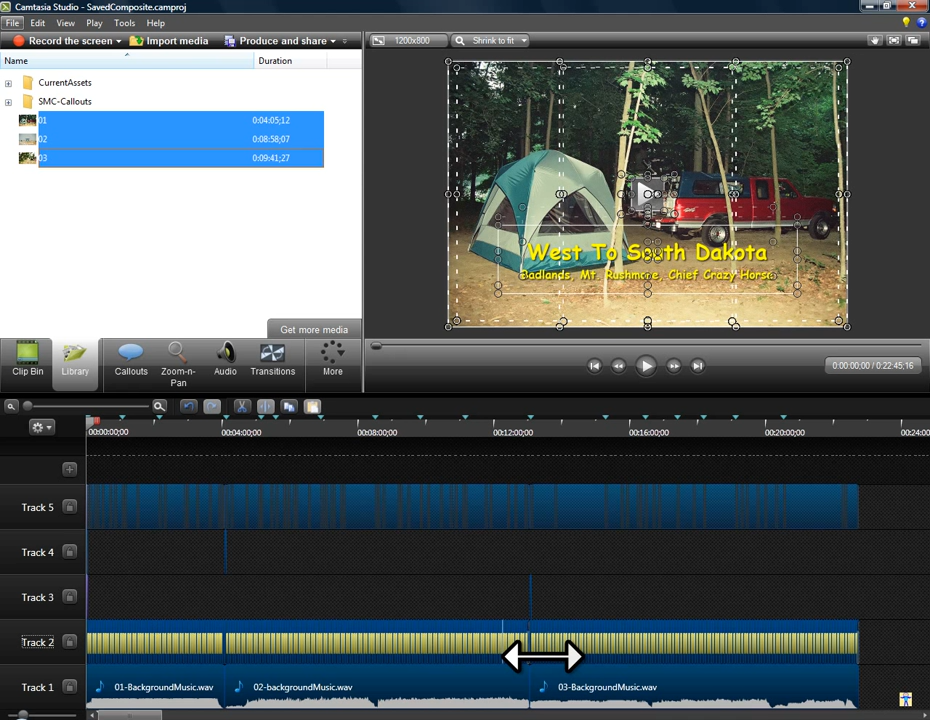 Camtasia Studio - SavedComposite.camproj
File Edit View Play Tools Help
Record the screen Import media Produce and share
1200x800 Shrink to fit
Name Duration
CurrentAssets
SMC-Callouts
01 0:04:05;12
02 0:08:58;07
03 0:09:41;27
West To South Dakota
Badlands, Mt. Rushmore, Chief Crazy Horse
Get more media
Clip Bin Library Callouts Zoom-n-Pan Audio Transitions More
0:00:00;00 / 0:22:45;16
00:00:00;00 00:04:00;00 00:08:00;00 00:12:00;00 00:16:00;00 00:20:00;00 00:24:00
Track 5
Track 4
Track 3
Track 2
Track 1 01-BackgroundMusic.wav 02-backgroundMusic.wav 03-BackgroundMusic.wav